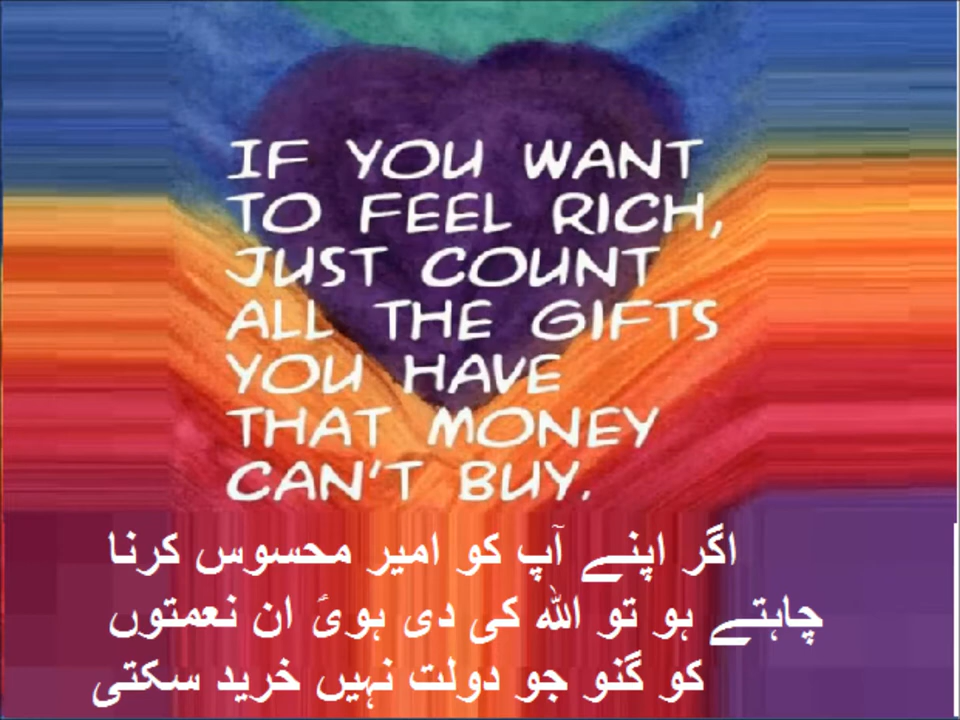 IF YOU WANT
TO FEEL RICH,
JUST COUNT
ALL THE GIFTS
YOU HAVE
THAT MONEY
CAN'T BUY.
اگر اپنے آپ کو امیر محسوس کرنا
چاہتے ہو تو اللہ کی دی ہوئ ان نعمتوں
کو گنو جو دولت نہیں خرید سکتی